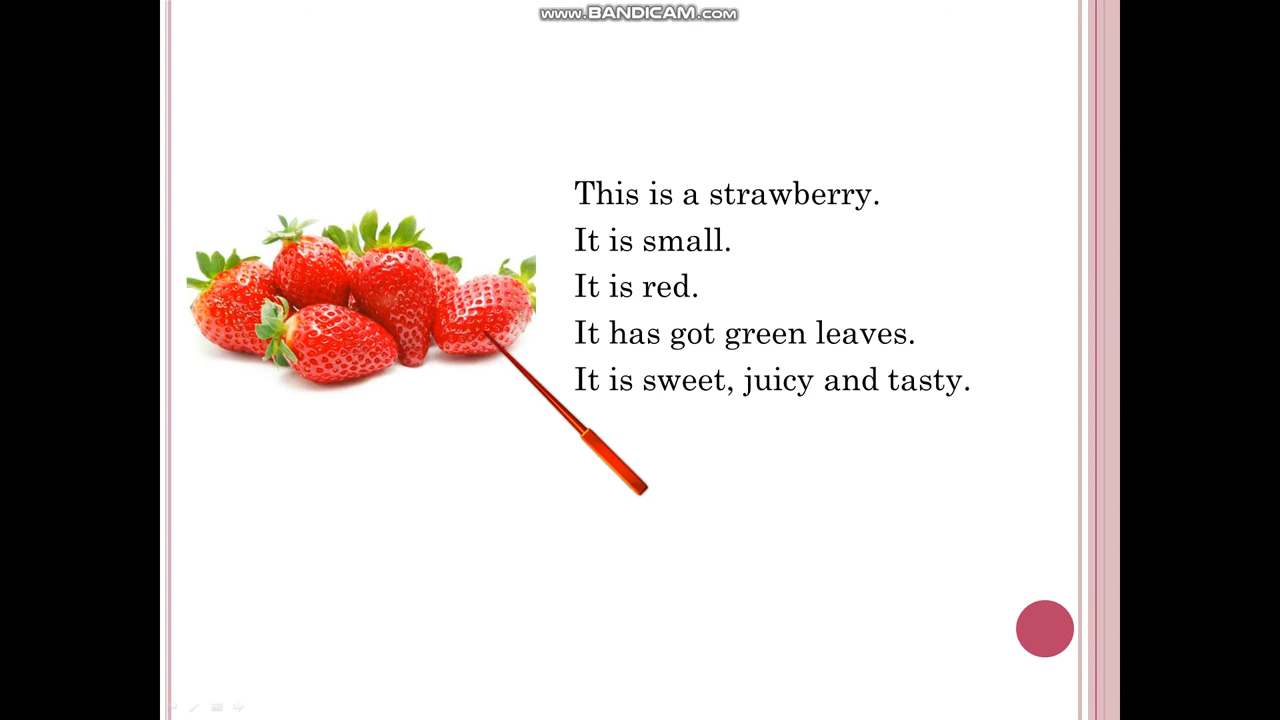 www.BANDICAM.com
This is a strawberry.
It is small.
It is red.
It has got green leaves.
It is sweet, juicy and tasty.